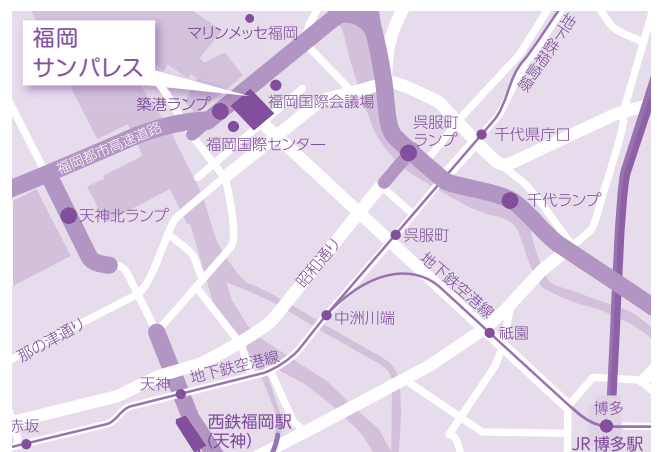 福岡
サンパレス
マリンメッセ福岡
地下鉄箱崎線
築港ランプ
福岡国際会議場
呉服町
ランプ
千代県庁口
福岡国際センター
福岡都市高速道路
千代ランプ
天神北ランプ
呉服町
昭和通り
地下鉄空港線
中洲川端
祇園
那の津通り
地下鉄空港線
天神
博多
赤坂
西鉄福岡駅
(天神)
JR博多駅